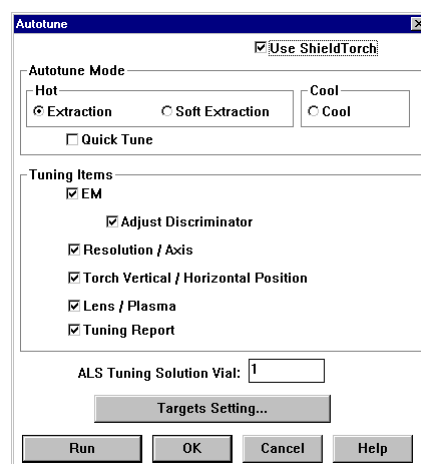 Autotune
Use ShieldTorch
Autotune Mode
Hot
Cool
Extraction Soft Extraction Cool
Quick Tune
Tuning Items
EM
Adjust Discriminator
Resolution / Axis
Torch Vertical / Horizontal Position
Lens / Plasma
Tuning Report
ALS Tuning Solution Vial: 1
Targets Setting...
Run OK Cancel Help